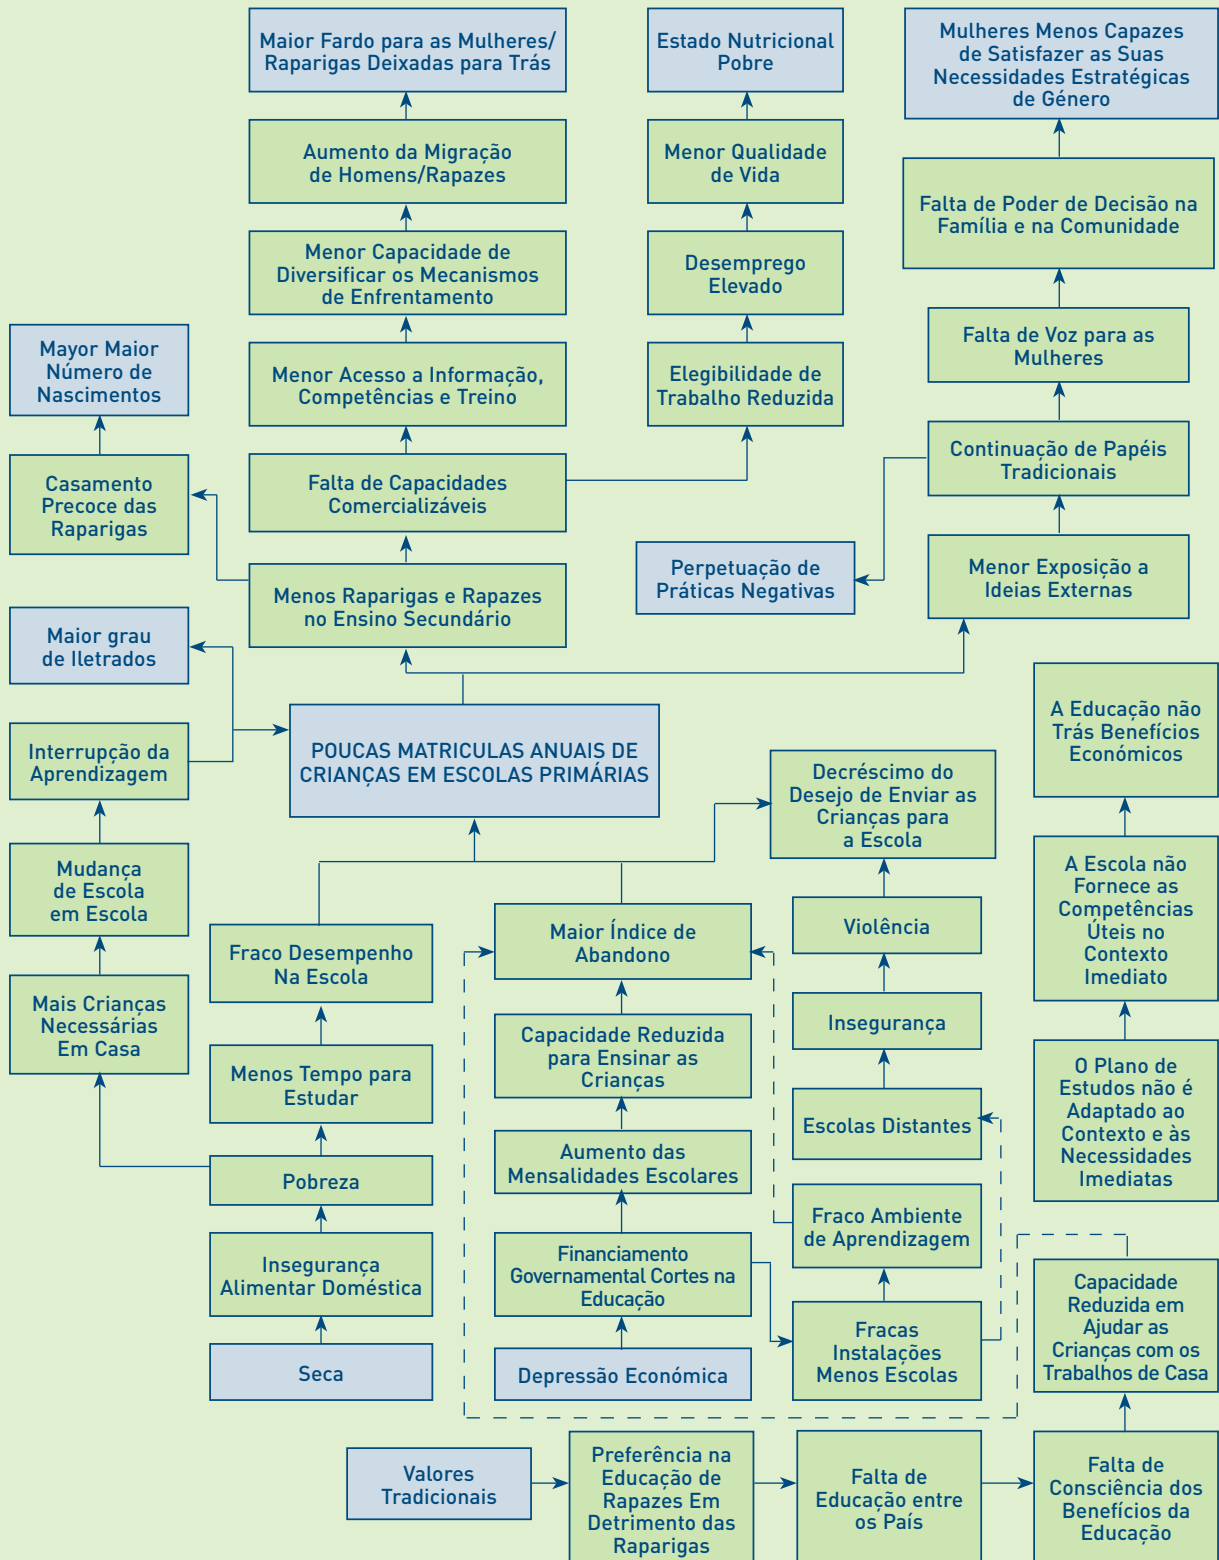 Maior Fardo para as Mulheres/
Raparigas Deixadas para Trás
Estado Nutricional
Pobre
Mulheres Menos Capazes
de Satisfazer as Suas
Necessidades Estratégicas
de Género
Aumento da Migração
de Homens/Rapazes
Menor Qualidade
de Vida
Falta de Poder de Decisão na
Família e na Comunidade
Menor Capacidade de
Diversificar os Mecanismos
de Enfrentamento
Desemprego
Elevado
Mayor Maior
Número de
Nascimentos
Menor Acesso a Informação,
Competências e Treino
Elegibilidade de
Trabalho Reduzida
Falta de Voz para as
Mulheres
Casamento
Precoce das
Raparigas
Falta de Capacidades
Comercializáveis
Continuação de Papéis
Tradicionais
Menos Raparigas e Rapazes
no Ensino Secundário
Perpetuação de
Práticas Negativas
Menor Exposição a
Ideias Externas
Maior grau
de Iletrados
Interrupção da
Aprendizagem
POUCAS MATRICULAS ANUAIS DE
CRIANÇAS EM ESCOLAS PRIMÁRIAS
Decréscimo do
Desejo de Enviar as
Crianças para
a Escola
A Educação não
Trás Benefícios
Económicos
Mudança
de Escola
em Escola
Fraco Desempenho
Na Escola
Maior Índice de
Abandono
Violência
A Escola não
Fornece as
Competências
Úteis no
Contexto
Imediato
Mais Crianças
Necessárias
Em Casa
Menos Tempo para
Estudar
Capacidade Reduzida
para Ensinar as
Crianças
Insegurança
O Plano de
Estudos não é
Adaptado ao
Contexto e às
Necessidades
Imediatas
Pobreza
Aumento das
Mensalidades Escolares
Escolas Distantes
Insegurança
Alimentar Doméstica
Financiamento
Governamental Cortes na
Educação
Fraco Ambiente
de Aprendizagem
Capacidade
Reduzida em
Ajudar as
Crianças com os
Trabalhos de Casa
Seca
Depressão Económica
Fracas
Instalações
Menos Escolas
Valores
Tradicionais
Preferência na
Educação de
Rapazes Em
Detrimento das
Raparigas
Falta de
Educação entre
os País
Falta de
Consciência dos
Benefícios da
Educação